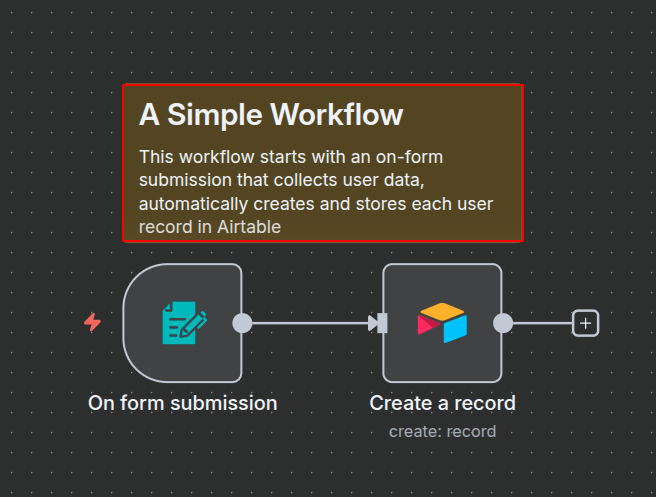 A Simple Workflow
This workflow starts with an on-form
submission that collects user data,
automatically creates and stores each user
record in Airtable
On form submission
Create a record
create: record